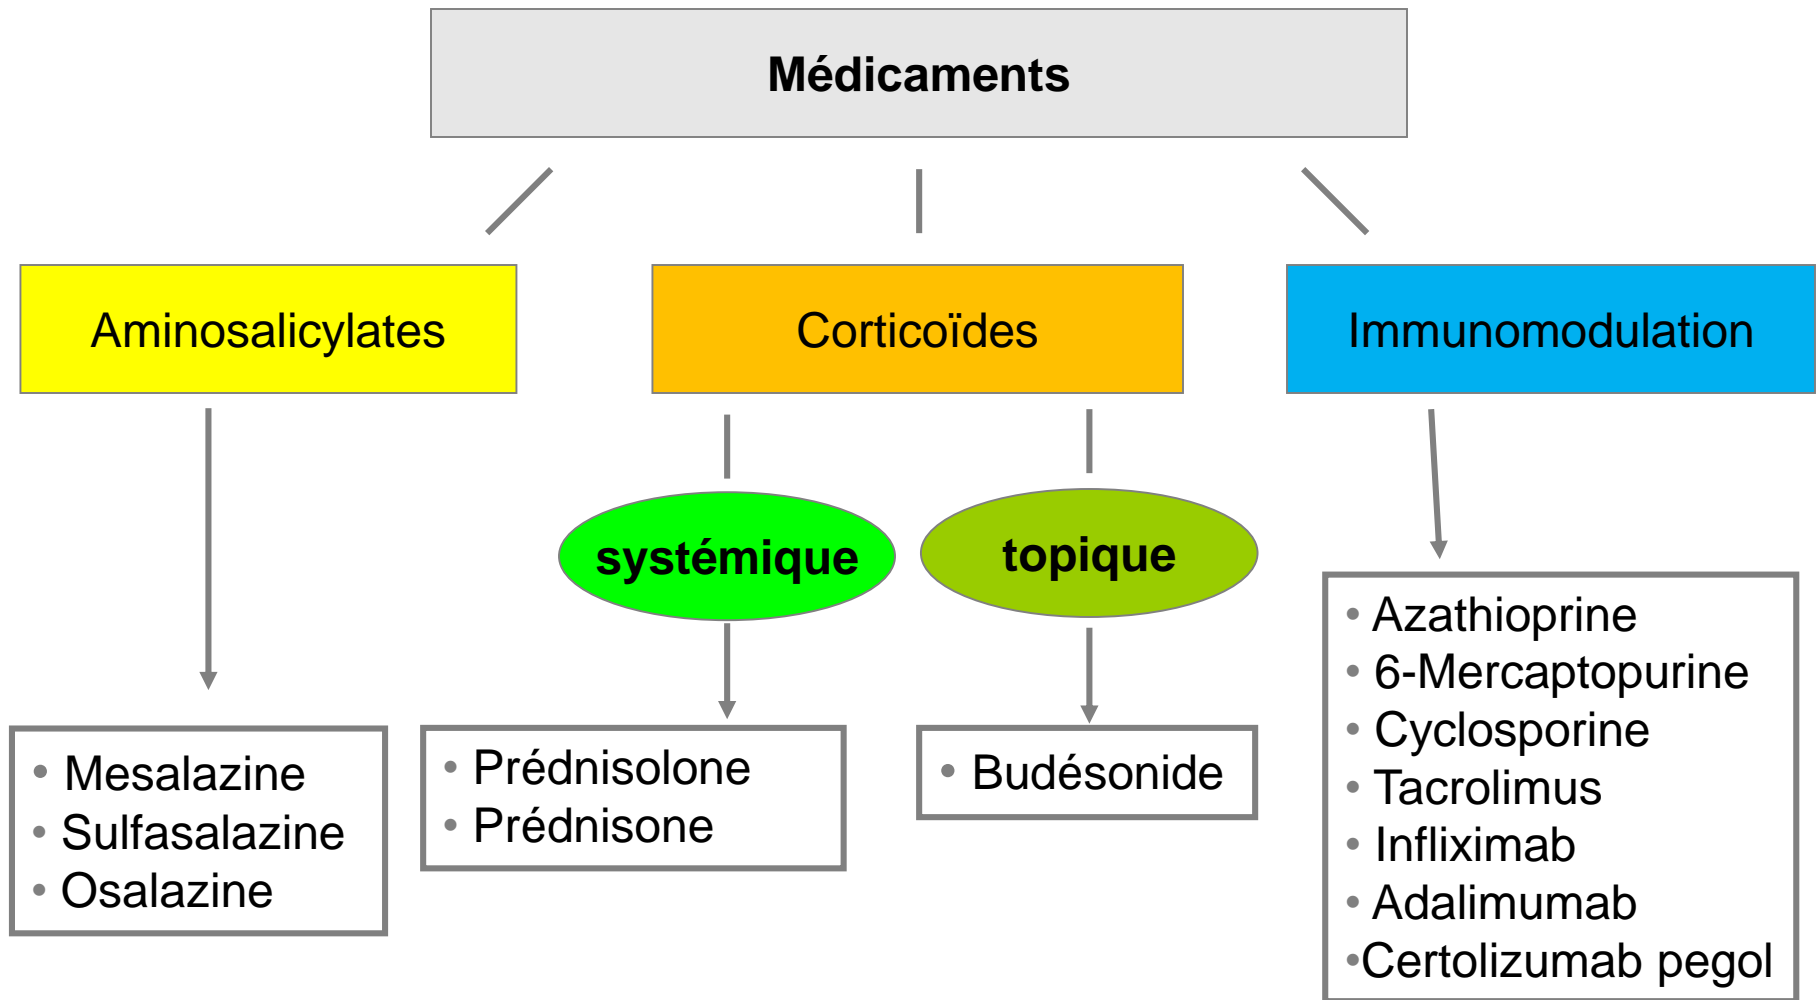 Médicaments
Aminosalicylates
Corticoïdes
Immunomodulation
systémique
topique
• Mesalazine
• Sulfasalazine
• Osalazine
• Prédnisolone
• Prédnisone
• Budésonide
• Azathioprine
• 6-Mercaptopurine
• Cyclosporine
• Tacrolimus
• Infliximab
• Adalimumab
•Certolizumab pegol